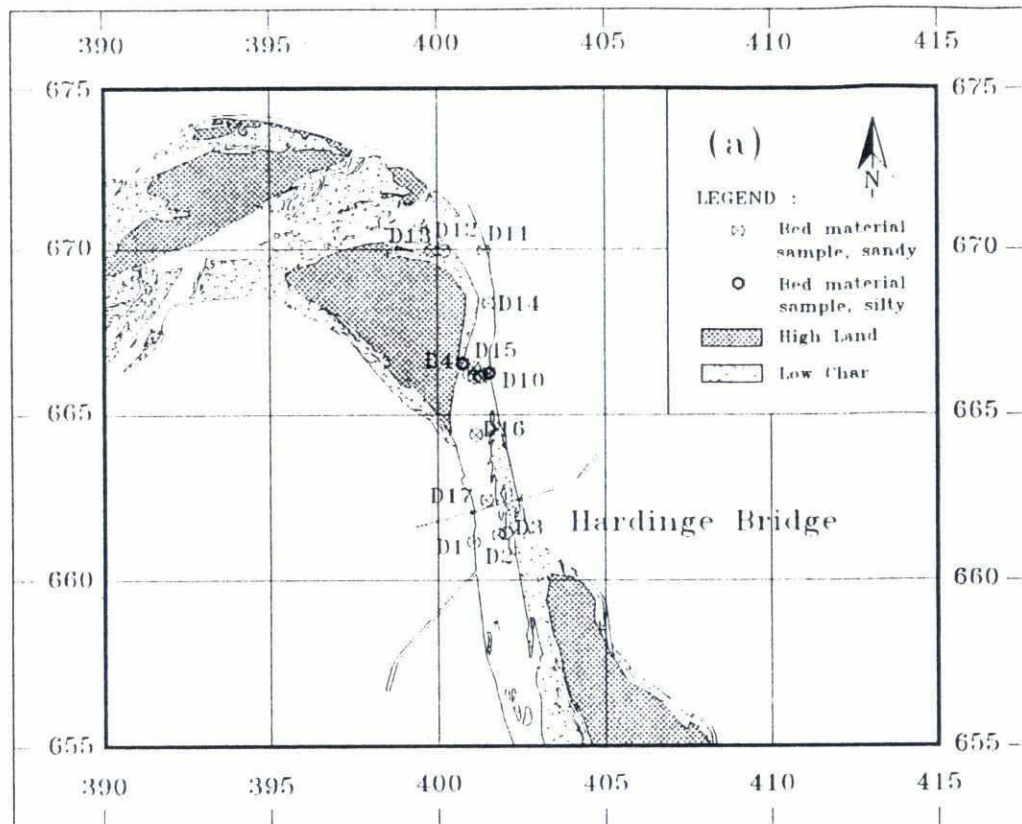 390 395 400 405 410 415
675 675
(a)
N
LEGEND :
Bed material
sample, sandy
Bed material
sample, silty
High Land
Low Char
D13 D12 D11
670 670
D14
D15
D4
D10
665 665
D16
D17
Hardinge Bridge
D3
D1
D2
660 660
655 655
390 395 400 405 410 415